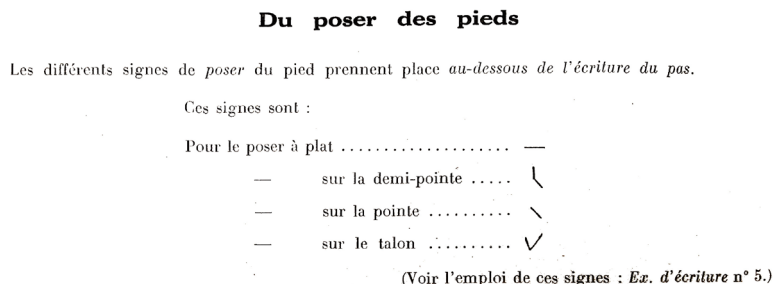 Du poser des pieds
Les différents signes de poser du pied prennent place au-dessous de l'écriture du pas.
Ces signes sont :
Pour le poser à plat .................... —
— sur la demi-pointe .....
— sur la pointe ..........
— sur le talon ..........
(Voir l'emploi de ces signes : Ex. d'écriture n° 5.)